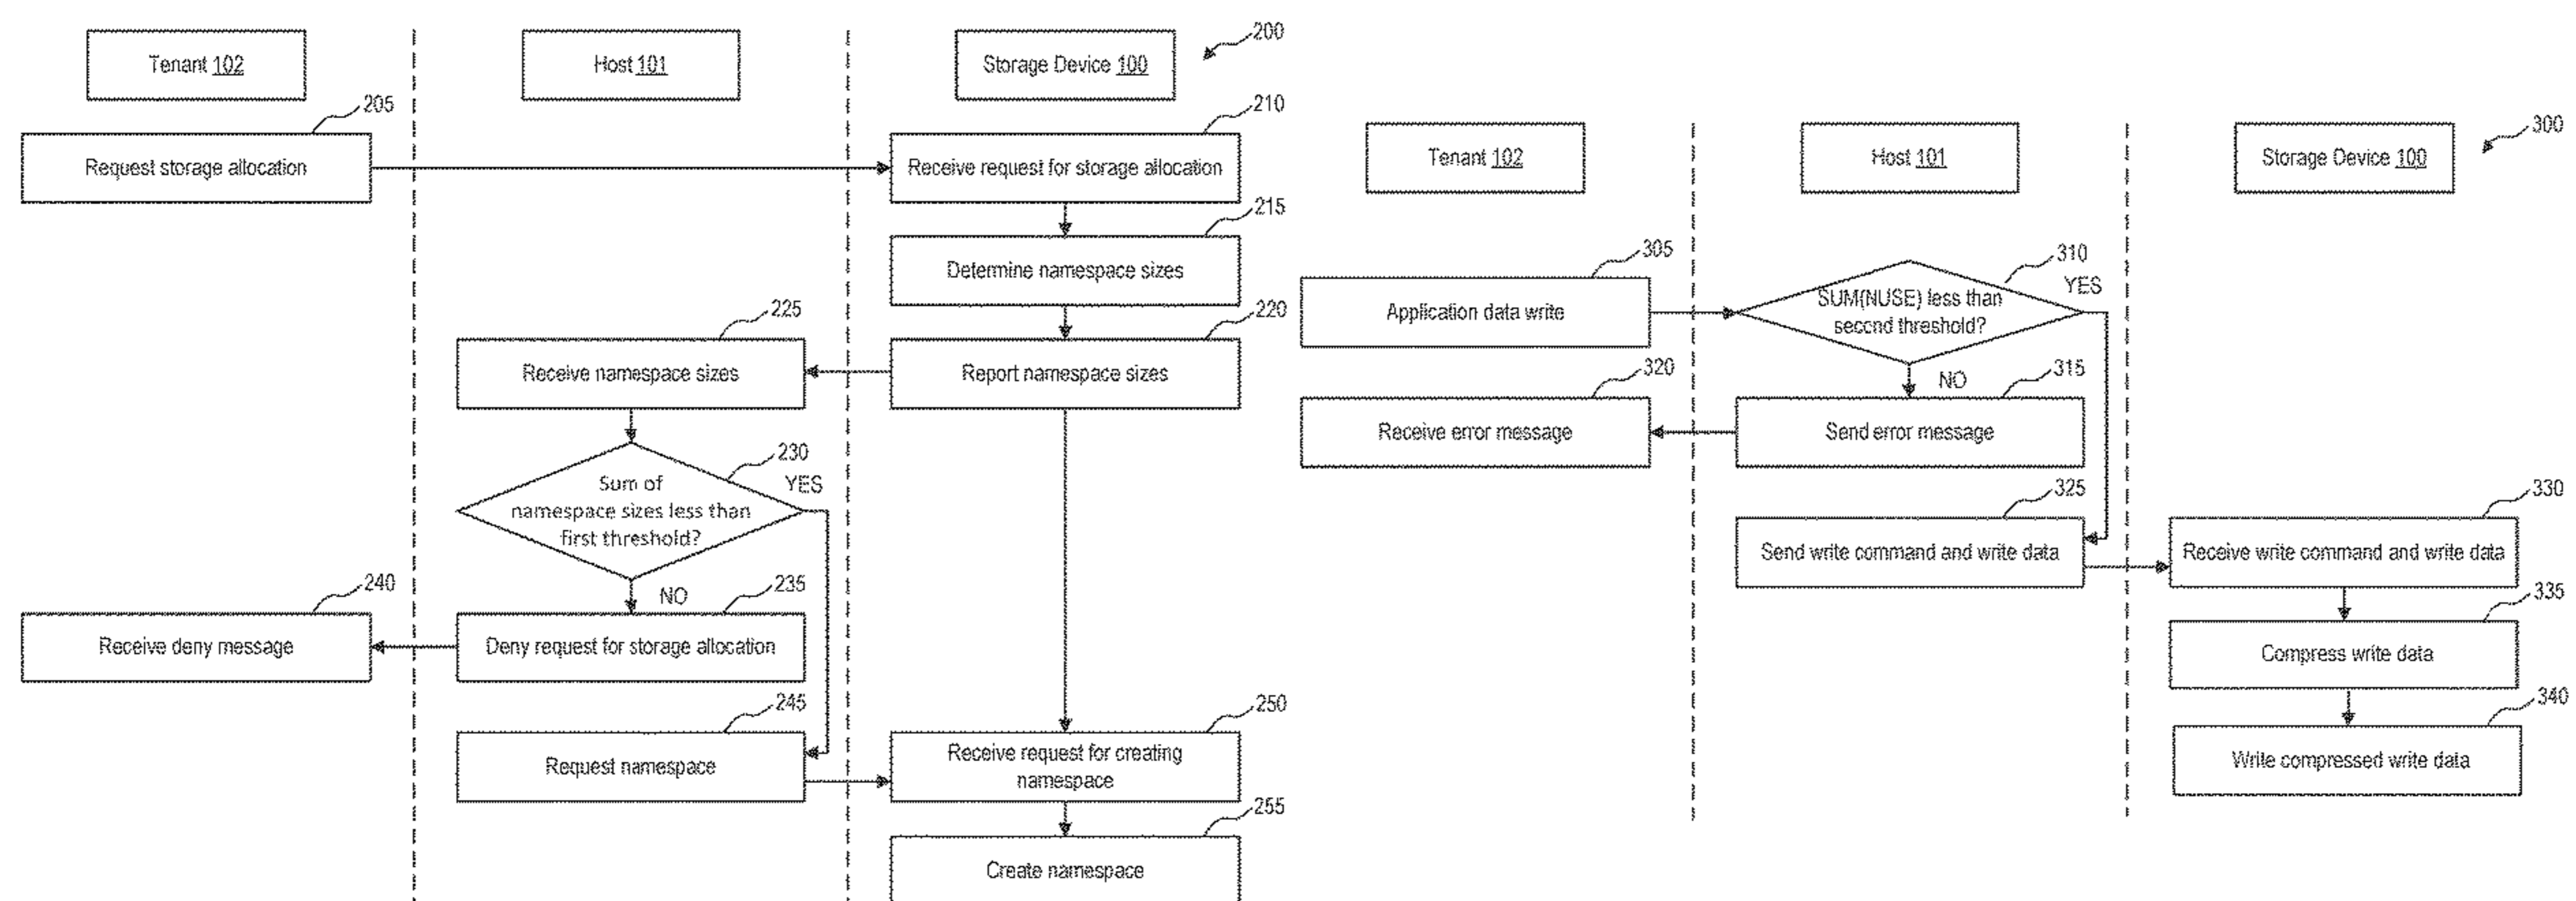 Tenant 102
Host 101
Storage Device 100
200
205
210
Request storage allocation
Receive request for storage allocation
215
Determine namespace sizes
225
220
Receive namespace sizes
Report namespace sizes
230
YES
Sum of
namespace sizes less than
first threshold?
240
NO
235
Receive deny message
Deny request for storage allocation
245
250
Request namespace
Receive request for creating
namespace
255
Create namespace
Tenant 102
Host 101
Storage Device 100
300
305
310
YES
Application data write
SUM(NUSE) less than
second threshold?
320
NO
315
Receive error message
Send error message
325
330
Send write command and write data
Receive write command and write data
335
Compress write data
340
Write compressed write data